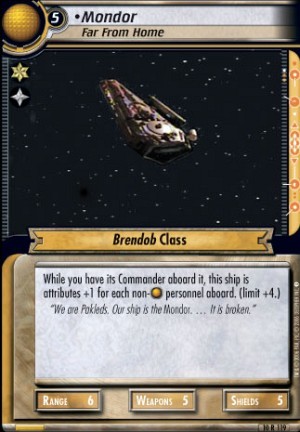 5 •Mondor
Far From Home
Brendob Class
While you have its Commander aboard it, this ship is
attributes +1 for each non- personnel aboard. (limit +4.)
"We are Pakleds. Our ship is the Mondor. … It is broken."
RANGE 6 WEAPONS 5 SHIELDS 5
10 R 119